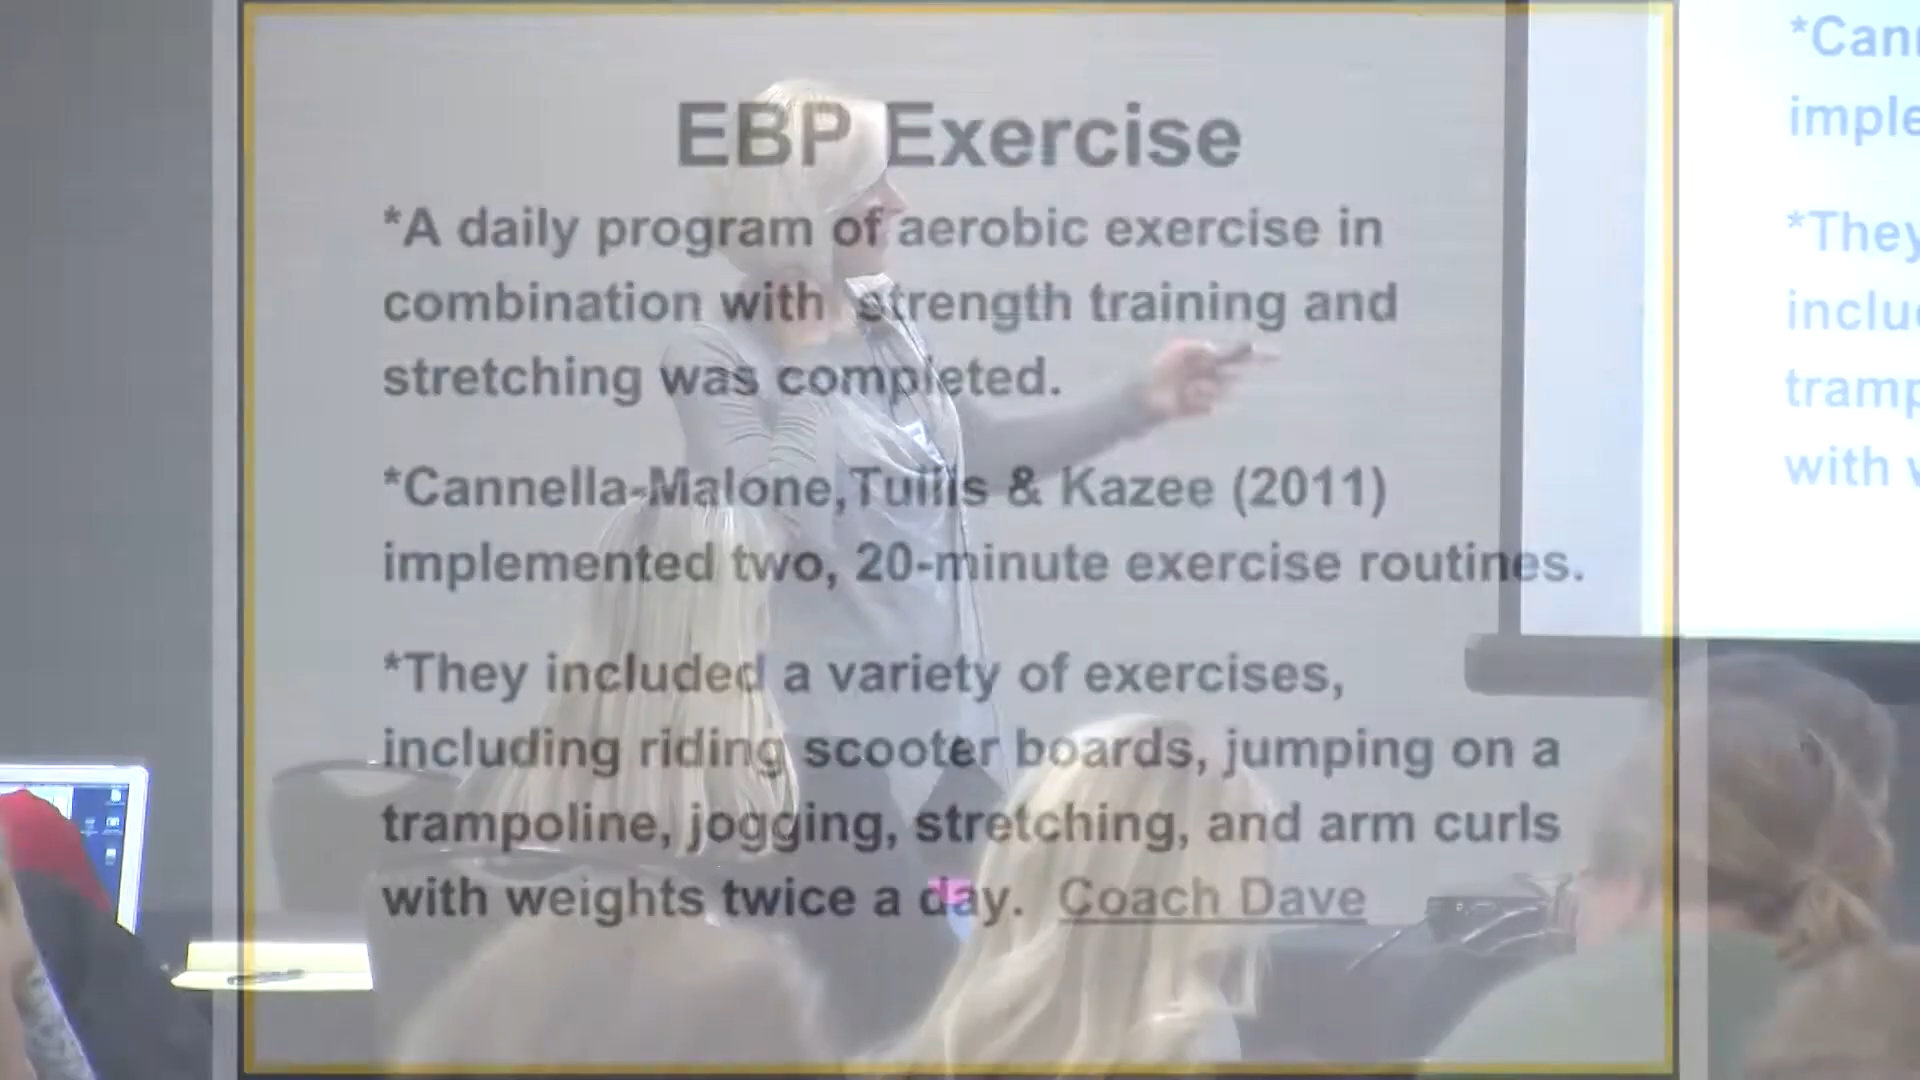 EBP Exercise
*A daily program of aerobic exercise in
combination with strength training and
stretching was completed.
*Cannella-Malone,Tullis & Kazee (2011)
implemented two, 20-minute exercise routines.
*They included a variety of exercises,
including riding scooter boards, jumping on a
trampoline, jogging, stretching, and arm curls
with weights twice a day. Coach Dave
*Cann
imple
*They
includ
tramp
with